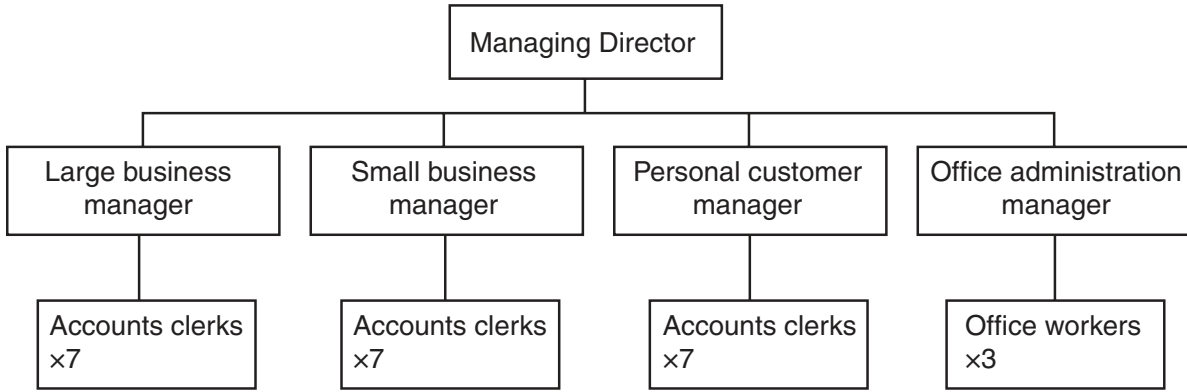 Managing Director
Large business
manager
Small business
manager
Personal customer
manager
Office administration
manager
Accounts clerks
×7
Accounts clerks
×7
Accounts clerks
×7
Office workers
×3